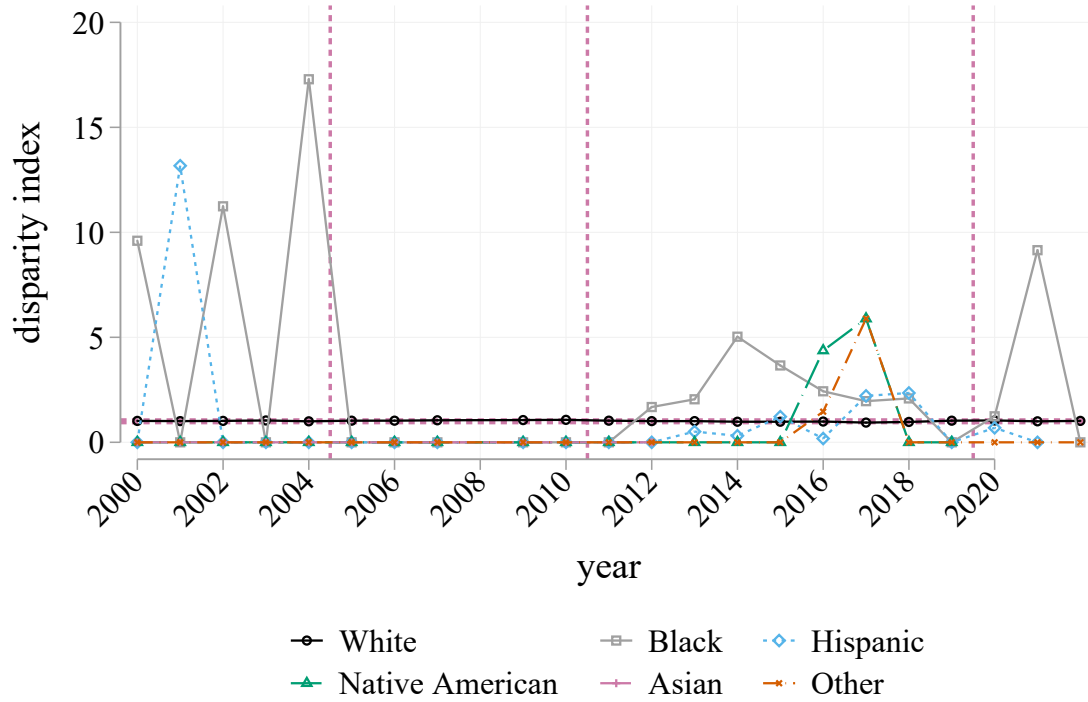 20
15
10
5
0
disparity index
2000 2002 2004 2006 2008 2010 2012 2014 2016 2018 2020
year
White Black Hispanic
Native American Asian Other